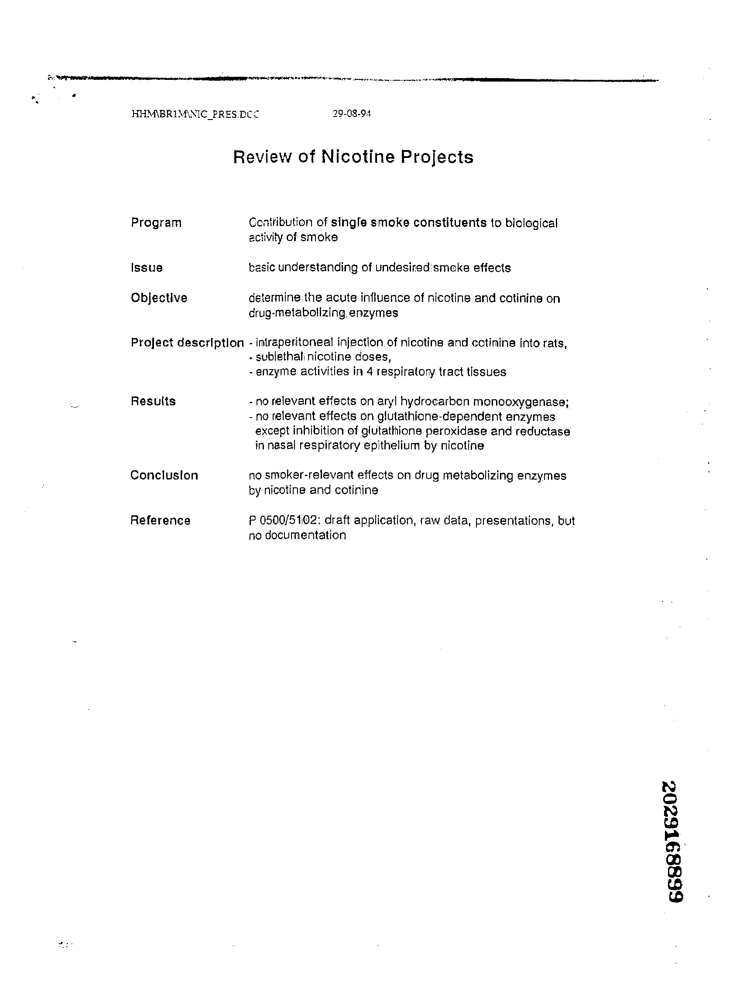 HHM\BR1M\NIC_PRES.DOC 29-08-94
Review of Nicotine Projects
Program Contribution of single smoke constituents to biological
activity of smoke
Issue basic understanding of undesired smoke effects
Objective determine the acute influence of nicotine and cotinine on
drug-metabolizing enzymes
Project description - intraperitoneal injection of nicotine and cotinine into rats,
- sublethal nicotine doses,
- enzyme activities in 4 respiratory tract tissues
Results - no relevant effects on aryl hydrocarbon monooxygenase;
- no relevant effects on glutathione-dependent enzymes
except inhibition of glutathione peroxidase and reductase
in nasal respiratory epithelium by nicotine
Conclusion no smoker-relevant effects on drug metabolizing enzymes
by nicotine and cotinine
Reference P 0500/5102: draft application, raw data, presentations, but
no documentation
2029168899